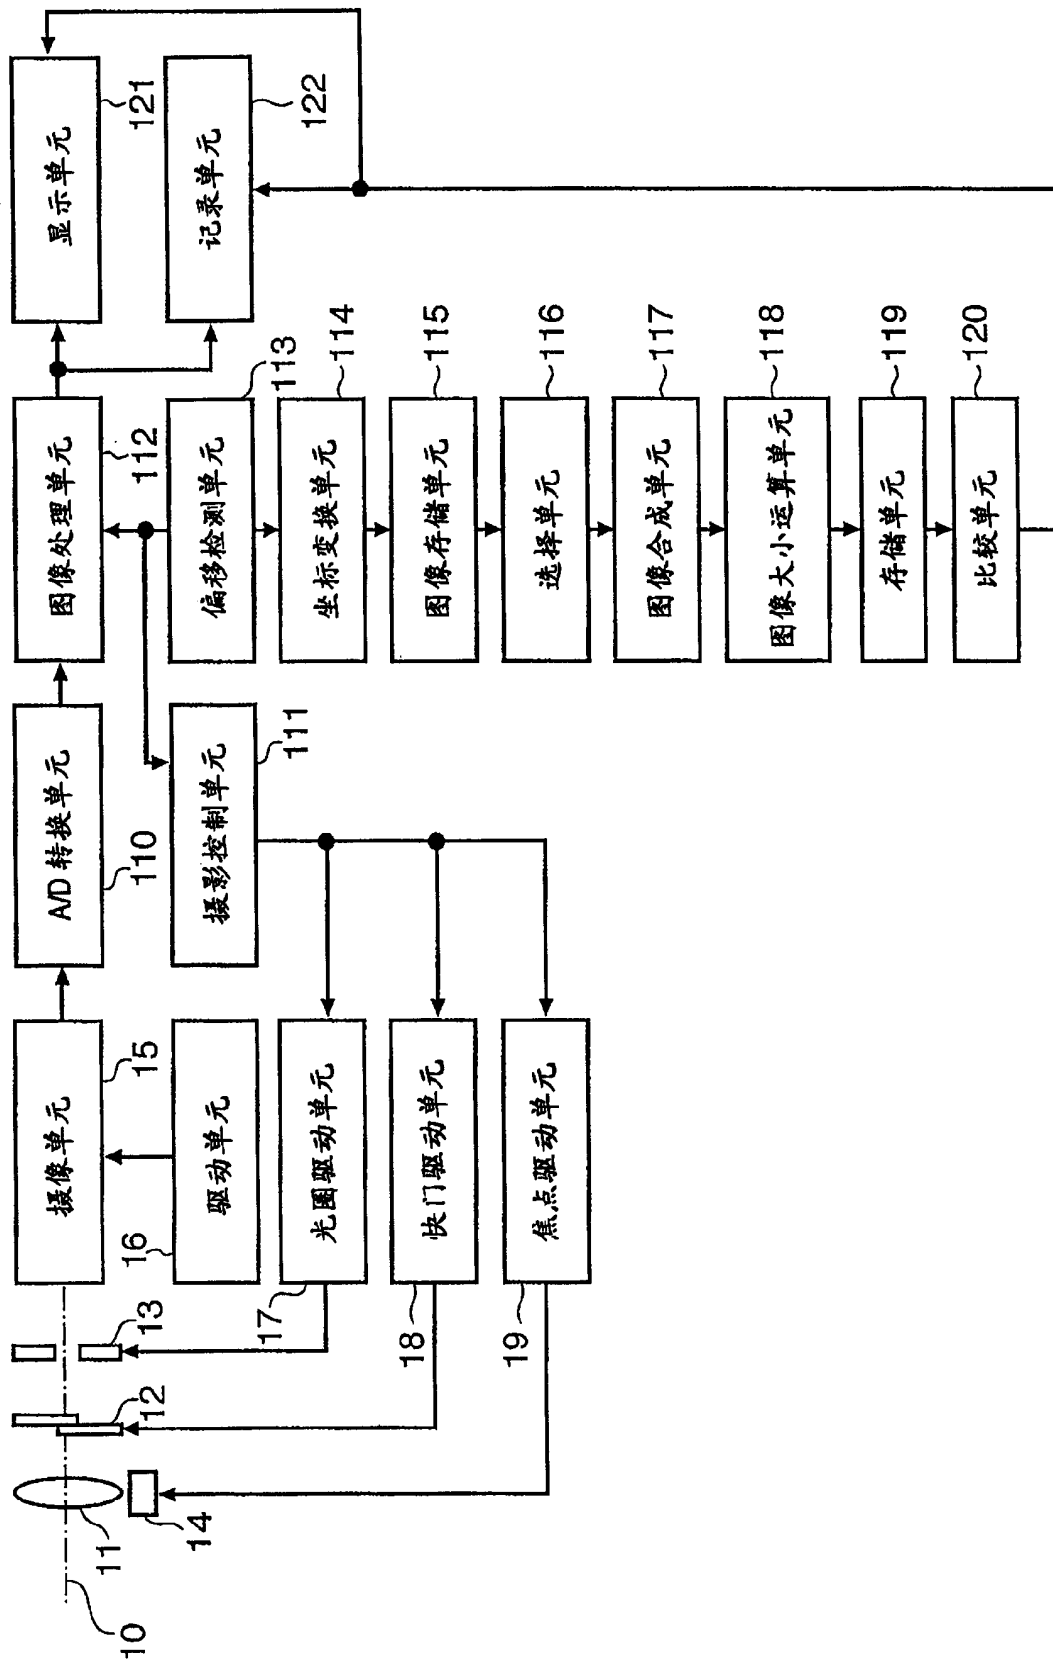 10
11
14
12
13
摄像单元
15
驱动单元
16
光圈驱动单元
17
快门驱动单元
18
焦点驱动单元
19
A/D转换单元
110
摄影控制单元
111
图像处理单元
112
偏移检测单元
113
坐标变换单元
114
图像存储单元
115
选择单元
116
图像合成单元
117
图像大小运算单元
118
存储单元
119
比较单元
120
显示单元
121
记录单元
122